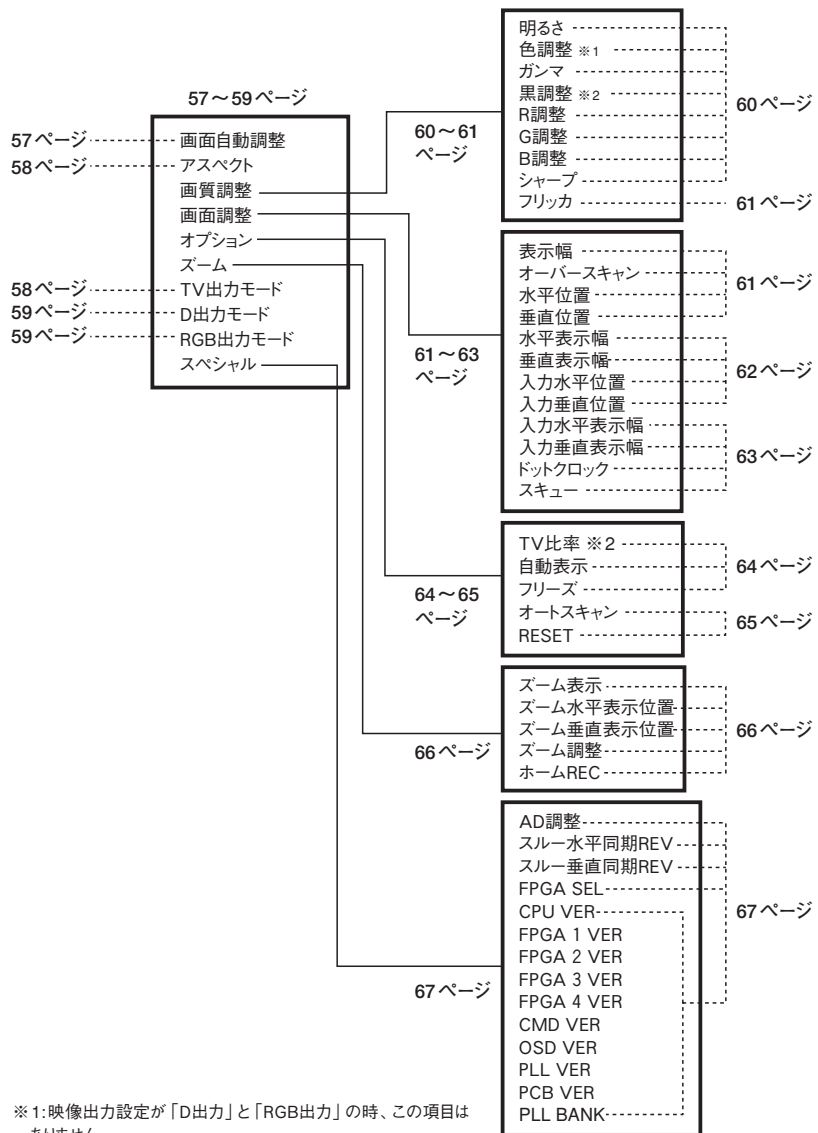 57～59ページ
57ページ
画面自動調整
58ページ
アスペクト
画質調整
画面調整
オプション
ズーム
58ページ
TV出力モード
59ページ
D出力モード
59ページ
RGB出力モード
スペシャル
60～61
ページ
明るさ
色調整 ※1
ガンマ
黒調整 ※2
R調整
G調整
B調整
シャープ
フリッカ
60ページ
61ページ
61～63
ページ
表示幅
オーバースキャン
水平位置
垂直位置
水平表示幅
垂直表示幅
入力水平位置
入力垂直位置
入力水平表示幅
入力垂直表示幅
ドットクロック
スキュー
61ページ
62ページ
63ページ
64～65
ページ
TV比率 ※2
自動表示
フリーズ
オートスキャン
RESET
64ページ
65ページ
66ページ
ズーム表示
ズーム水平表示位置
ズーム垂直表示位置
ズーム調整
ホームREC
66ページ
67ページ
AD調整
スルー水平同期REV
スルー垂直同期REV
FPGA SEL
CPU VER
FPGA 1 VER
FPGA 2 VER
FPGA 3 VER
FPGA 4 VER
CMD VER
OSD VER
PLL VER
PCB VER
PLL BANK
67ページ
※1:映像出力設定が「D出力」と「RGB出力」の時、この項目は